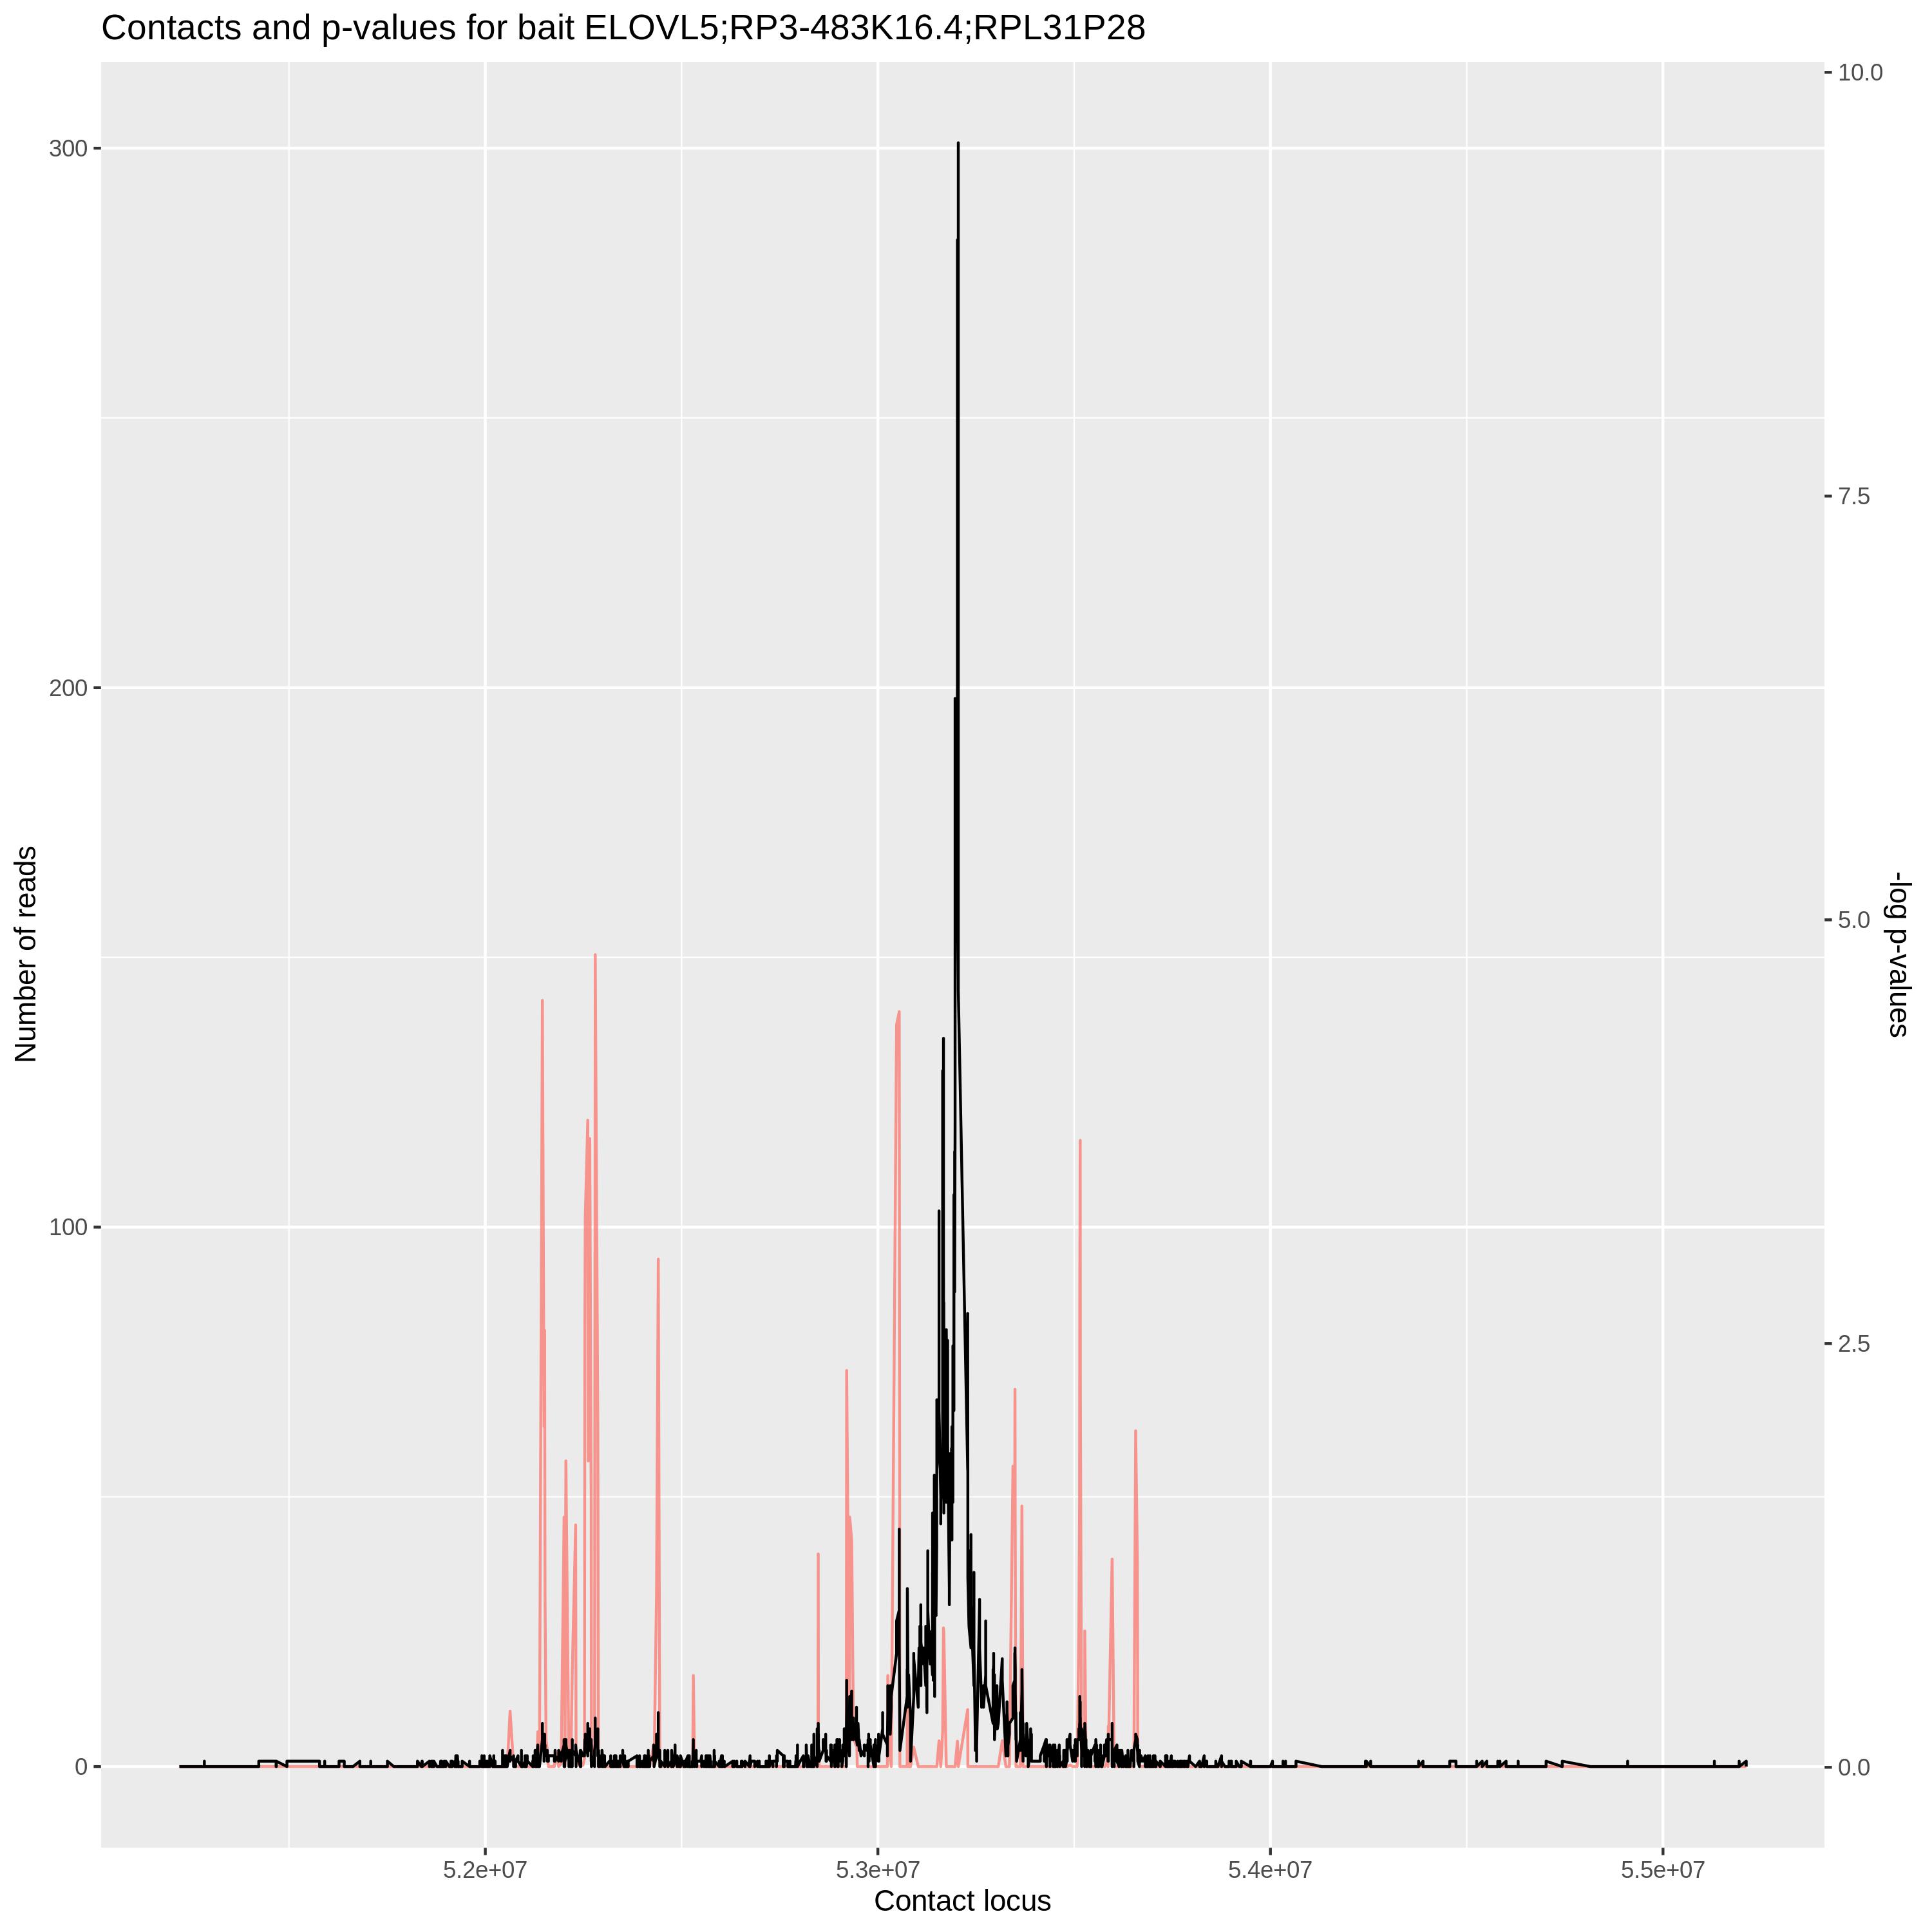 Contacts and p-values for bait ELOVL5;RP3-483K16.4;RPL31P28
300
200
100
0
Number of reads
10.0
7.5
5.0
2.5
0.0
-log p-values
5.2e+07
5.3e+07
5.4e+07
5.5e+07
Contact locus